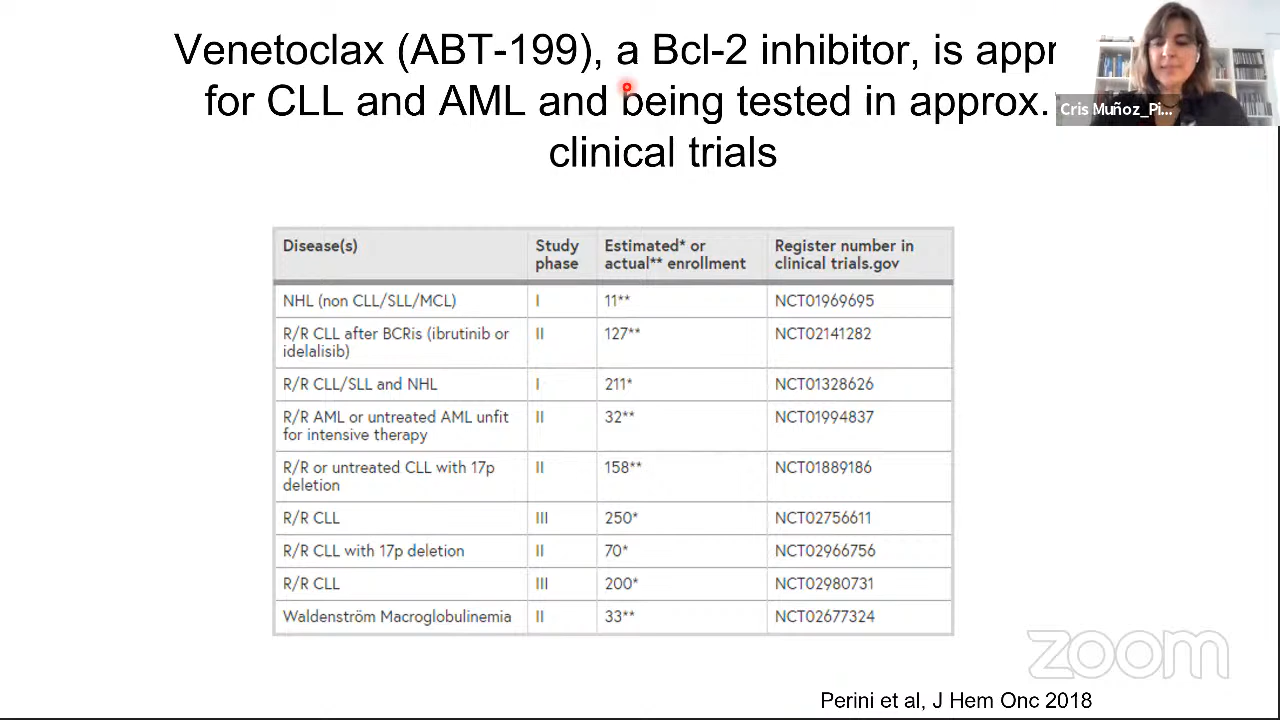 Venetoclax (ABT-199), a Bcl-2 inhibitor, is
for CLL and AML and being tested in approx.
clinical trials
Cris Muñoz_Pi...
Disease(s) Study phase Estimated* or actual** enrollment Register number in clinical trials.gov
NHL (non CLL/SLL/MCL) I 11** NCT01969695
R/R CLL after BCRis (ibrutinib or idelalisib) II 127** NCT02141282
R/R CLL/SLL and NHL I 211* NCT01328626
R/R AML or untreated AML unfit for intensive therapy II 32** NCT01994837
R/R or untreated CLL with 17p deletion II 158** NCT01889186
R/R CLL III 250* NCT02756611
R/R CLL with 17p deletion II 70* NCT02966756
R/R CLL III 200* NCT02980731
Waldenström Macroglobulinemia II 33** NCT02677324
zoom
Perini et al, J Hem Onc 2018